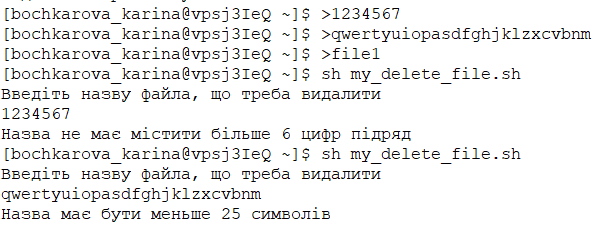 [bochkarova_karina@vpsj3IeQ ~]$ >1234567
[bochkarova_karina@vpsj3IeQ ~]$ >qwertyuiopasdfghjklzxcvbnm
[bochkarova_karina@vpsj3IeQ ~]$ >file1
[bochkarova_karina@vpsj3IeQ ~]$ sh my_delete_file.sh
Введіть назву файла, що треба видалити
1234567
Назва не має містити більше 6 цифр підряд
[bochkarova_karina@vpsj3IeQ ~]$ sh my_delete_file.sh
Введіть назву файла, що треба видалити
qwertyuiopasdfghjklzxcvbnm
Назва має бути меньше 25 символів